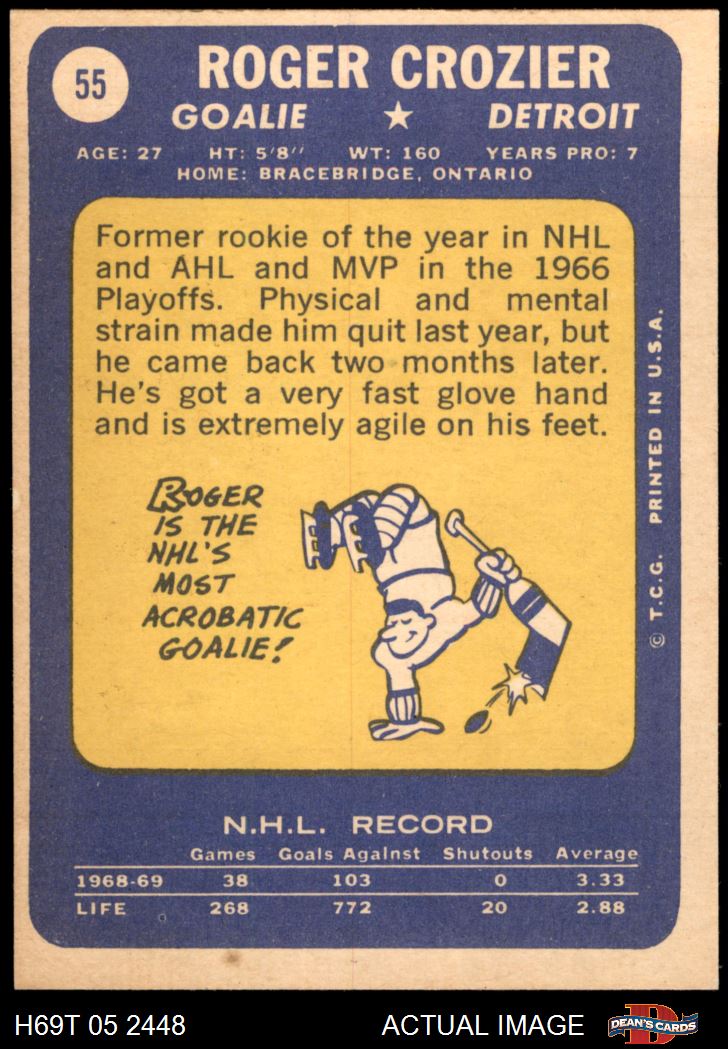 55
ROGER CROZIER
GOALIE ★ DETROIT
AGE: 27 HT: 5'8'' WT: 160 YEARS PRO: 7
HOME: BRACEBRIDGE, ONTARIO
Former rookie of the year in NHL
and AHL and MVP in the 1966
Playoffs. Physical and mental
strain made him quit last year, but
he came back two months later.
He's got a very fast glove hand
and is extremely agile on his feet.
ROGER
IS THE
NHL'S
MOST
ACROBATIC
GOALIE!
© T.C.G. PRINTED IN U.S.A.
N.H.L. RECORD
Games Goals Against Shutouts Average
1968-69 38 103 0 3.33
LIFE 268 772 20 2.88
H69T 05 2448 ACTUAL IMAGE
D
DEAN'S CARDS